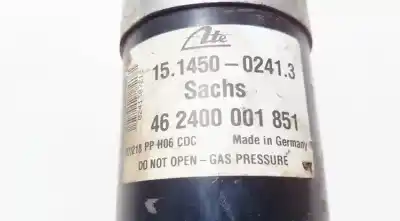 Ate
15.1450-0241.3
Sachs
46 2400 001 851
PP H06 CDC Made in Germany
DO NOT OPEN - GAS PRESSURE